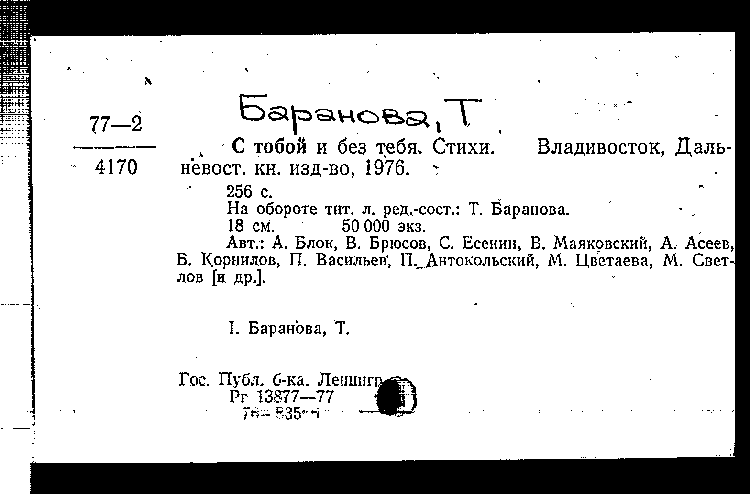 Баранова, Т
77—2
4170
С тобой и без тебя. Стихи. Владивосток, Даль-
невост. кн. изд-во, 1976.
256 с.
На обороте тит. л. ред.-сост.: Т. Баранова.
18 см. 50 000 экз.
Авт.: А. Блок, В. Брюсов, С. Есенин, В. Маяковский, А. Асеев,
Б. Корнилов, П. Васильев, П. Антокольский, М. Цветаева, М. Свет-
лов [и др.].
I. Баранова, Т.
Гос. Публ. б-ка. Ленингр
Рг 13877—77